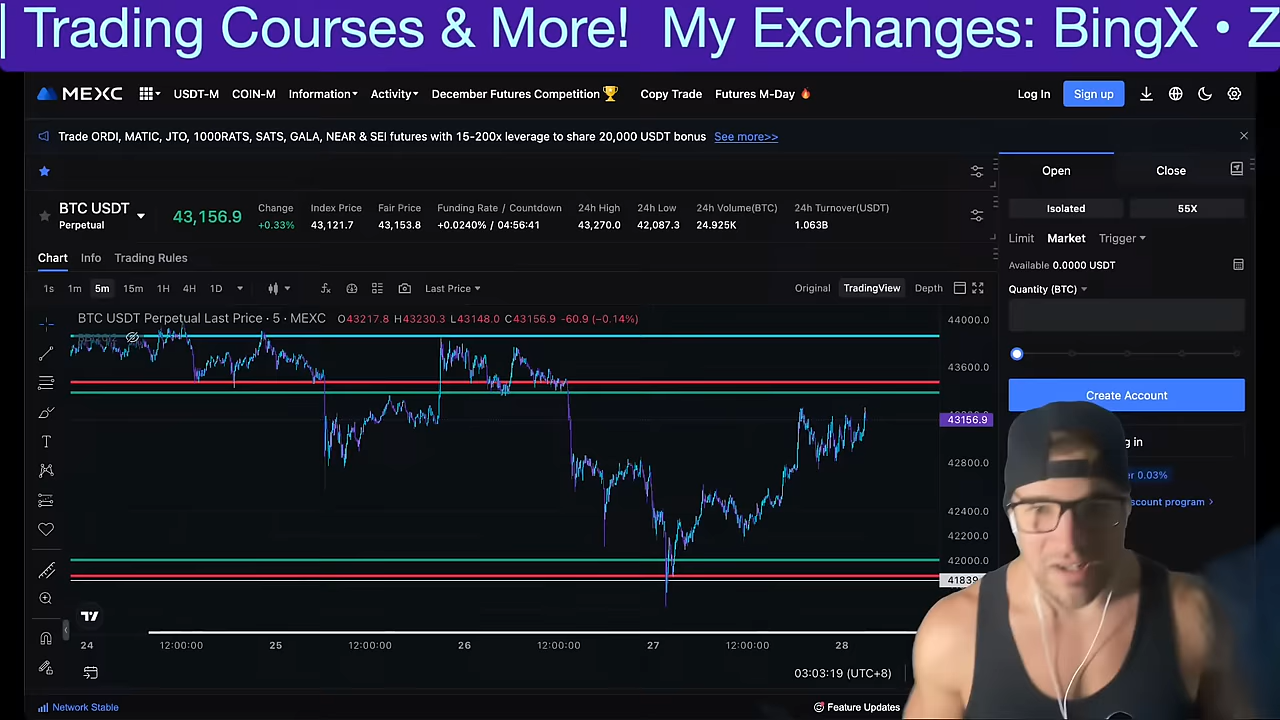 Trading Courses & More! My Exchanges: BingX • Z
MEXC USDT-M COIN-M Information Activity December Futures Competition Copy Trade Futures M-Day Log In Sign up
Trade ORDI, MATIC, JTO, 1000RATS, SATS, GALA, NEAR & SEI futures with 15-200x leverage to share 20,000 USDT bonus See more>>
Open Close
BTC USDT
Perpetual
43,156.9
Change
+0.33%
Index Price
43,121.7
Fair Price
43,153.8
Funding Rate / Countdown
+0.0240% / 04:56:41
24h High
43,270.0
24h Low
42,087.3
24h Volume(BTC)
24.925K
24h Turnover(USDT)
1.063B
Isolated 55X
Limit Market Trigger
Chart Info Trading Rules
Available 0.0000 USDT
1s 1m 5m 15m 1H 4H 1D Last Price Original TradingView Depth
Quantity (BTC)
BTC USDT Perpetual Last Price · 5 · MEXC O43217.8 H43230.3 L43148.0 C43156.9 -60.9 (−0.14%)
44000.0
43600.0
43156.9
42800.0
42400.0
42200.0
42000.0
41839
Create Account
g in
er 0.03%
scount program >
24 12:00:00 25 12:00:00 26 12:00:00 27 12:00:00 28
03:03:19 (UTC+8)
Network Stable Feature Updates